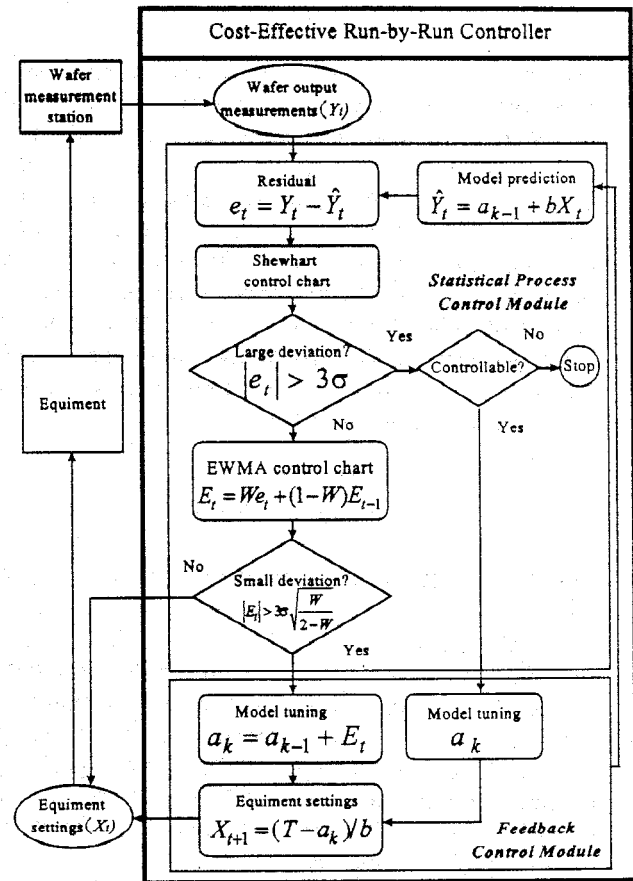 Cost-Effective Run-by-Run Controller
Wafer
measurement
station
Wafer output
measurements(Yₜ)
Residual
eₜ = Yₜ − Ŷₜ
Model prediction
Ŷₜ = aₖ₋₁ + bXₜ
Shewhart
control chart
Statistical Process
Control Module
Large deviation?
|eₜ| > 3σ
Yes
Controllable?
No
Stop
Equiment
No
Yes
EWMA control chart
Eₜ = Weₜ + (1−W)Eₜ₋₁
No
Small deviation?
|Eₜ| > 3σ√(W/(2−W))
Yes
Model tuning
aₖ = aₖ₋₁ + Eₜ
Model tuning
aₖ
Equiment
settings(Xₜ)
Equiment settings
Xₜ₊₁ = (T−aₖ)/b
Feedback
Control Module